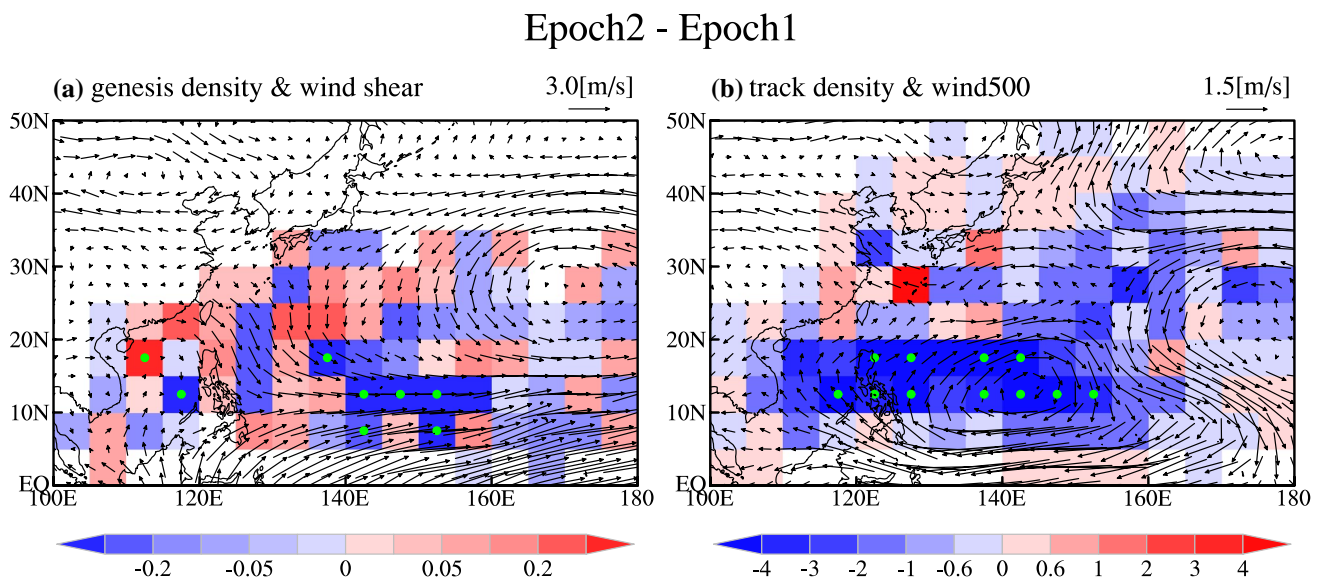 Epoch2 - Epoch1
(a) genesis density & wind shear 3.0[m/s]
(b) track density & wind500 1.5[m/s]
50N
40N
30N
20N
10N
EQ
100E 120E 140E 160E 180
50N
40N
30N
20N
10N
EQ
100E 120E 140E 160E 180
-0.2 -0.05 0 0.05 0.2
-4 -3 -2 -1 -0.6 0 0.6 1 2 3 4